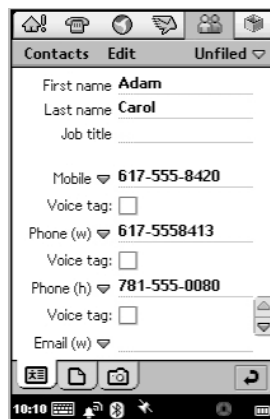 Contacts Edit Unfiled
First name Adam
Last name Carol
Job title
Mobile 617-555-8420
Voice tag:
Phone (w) 617-5558413
Voice tag:
Phone (h) 781-555-0080
Voice tag:
Email (w)
10:10